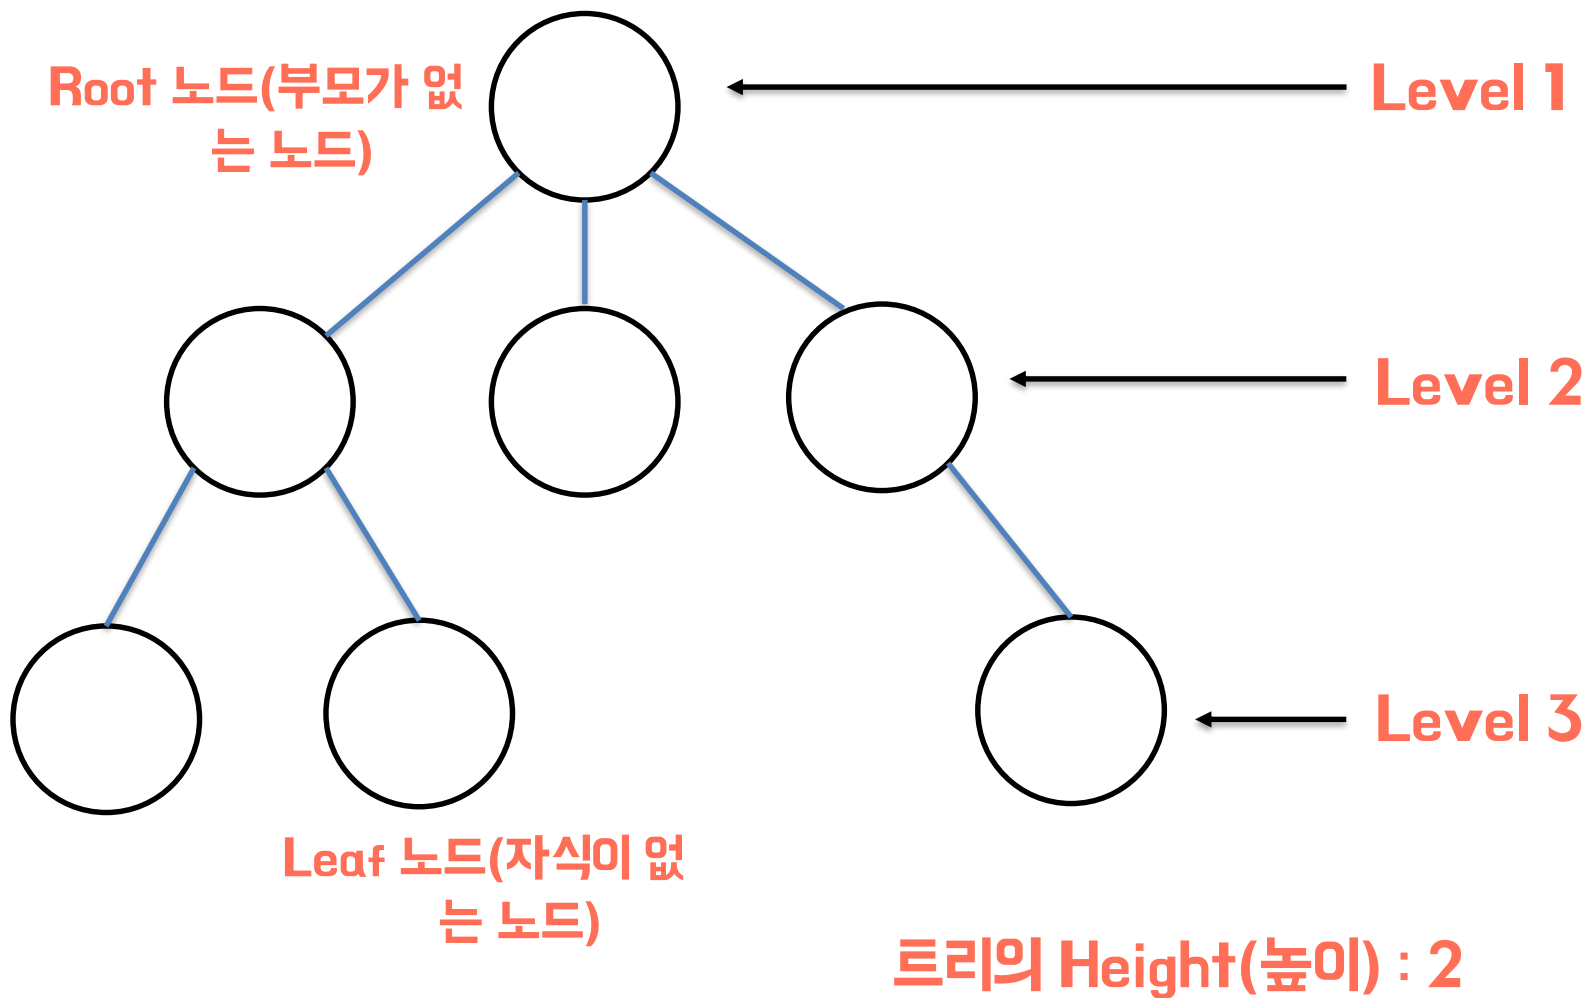 Root 노드(부모가 없
는 노드)
Level 1
Level 2
Level 3
Leaf 노드(자식이 없
는 노드)
트리의 Height(높이) : 2